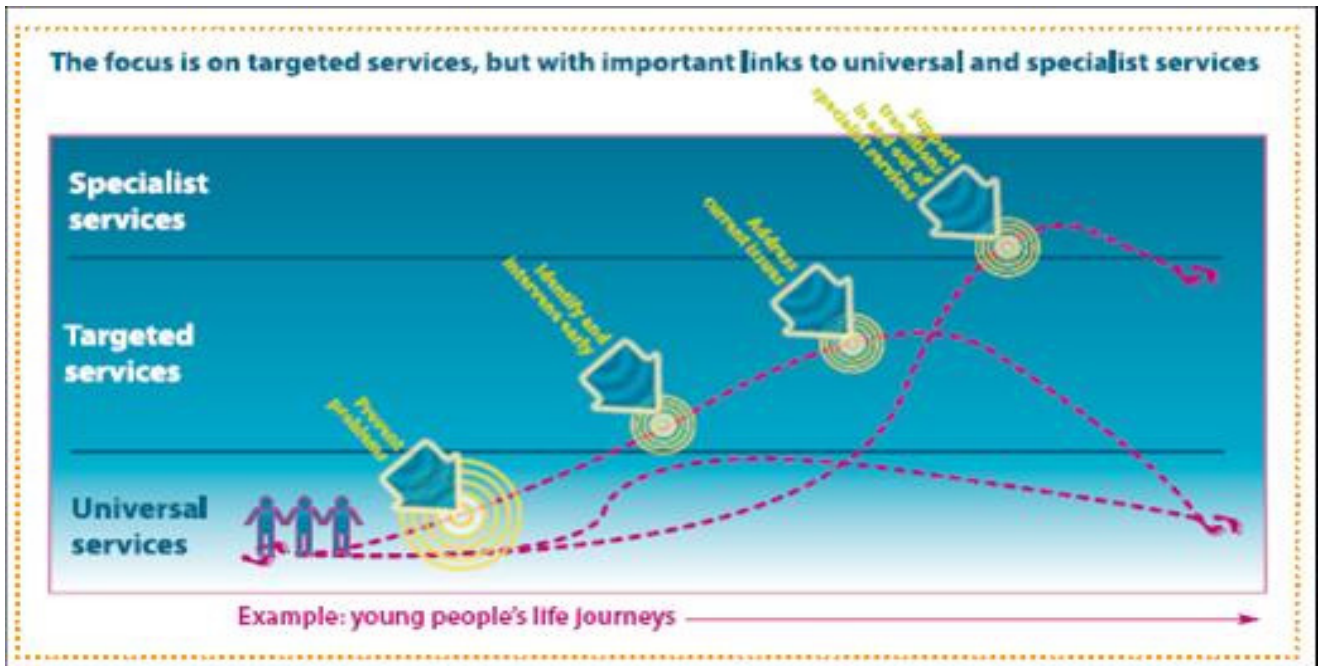 The focus is on targeted services, but with important links to universal and specialist services
Support
transitions
in and out of
specialist services
Specialist
services
Address
current issues
Identify and
intervene early
Targeted
services
Prevent
problems
Universal
services
Example: young people's life journeys